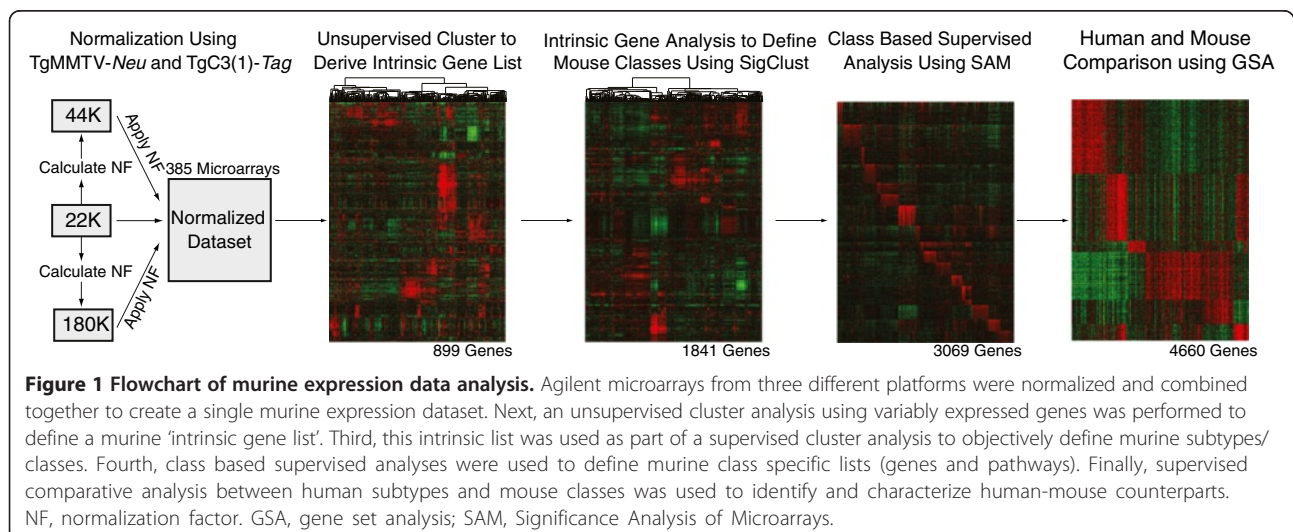 Normalization Using
TgMMTV-Neu and TgC3(1)-Tag
Unsupervised Cluster to
Derive Intrinsic Gene List
Intrinsic Gene Analysis to Define
Mouse Classes Using SigClust
Class Based Supervised
Analysis Using SAM
Human and Mouse
Comparison using GSA
44K
Apply NF
Calculate NF
385 Microarrays
22K
Normalized
Dataset
Calculate NF
Apply NF
180K
899 Genes
1841 Genes
3069 Genes
4660 Genes
Figure 1 Flowchart of murine expression data analysis. Agilent microarrays from three different platforms were normalized and combined
together to create a single murine expression dataset. Next, an unsupervised cluster analysis using variably expressed genes was performed to
define a murine ‘intrinsic gene list’. Third, this intrinsic list was used as part of a supervised cluster analysis to objectively define murine subtypes/
classes. Fourth, class based supervised analyses were used to define murine class specific lists (genes and pathways). Finally, supervised
comparative analysis between human subtypes and mouse classes was used to identify and characterize human-mouse counterparts.
NF, normalization factor. GSA, gene set analysis; SAM, Significance Analysis of Microarrays.